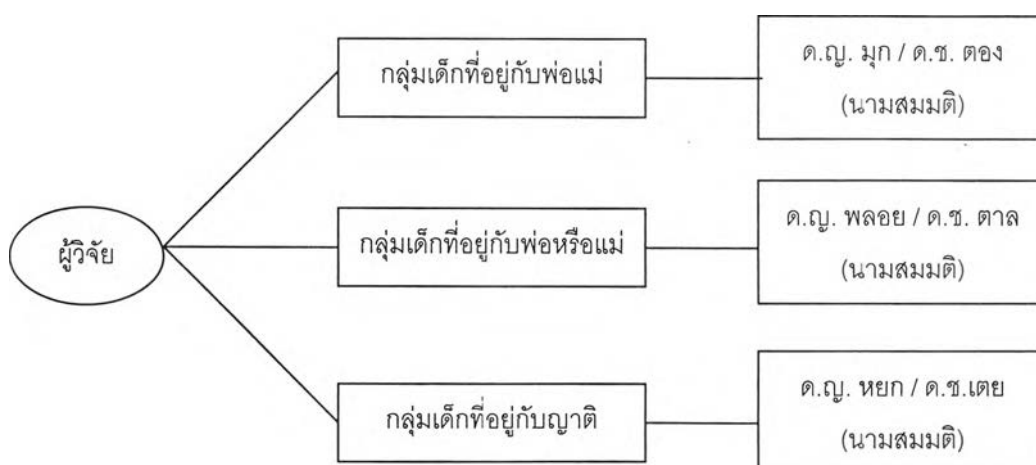 กลุ่มเด็กที่อยู่กับพ่อแม่
ด.ญ. มุก / ด.ช. ตอง
(นามสมมติ)
ผู้วิจัย
กลุ่มเด็กที่อยู่กับพ่อหรือแม่
ด.ญ. พลอย / ด.ช. ตาล
(นามสมมติ)
กลุ่มเด็กที่อยู่กับญาติ
ด.ญ. หยก / ด.ช.เตย
(นามสมมติ)